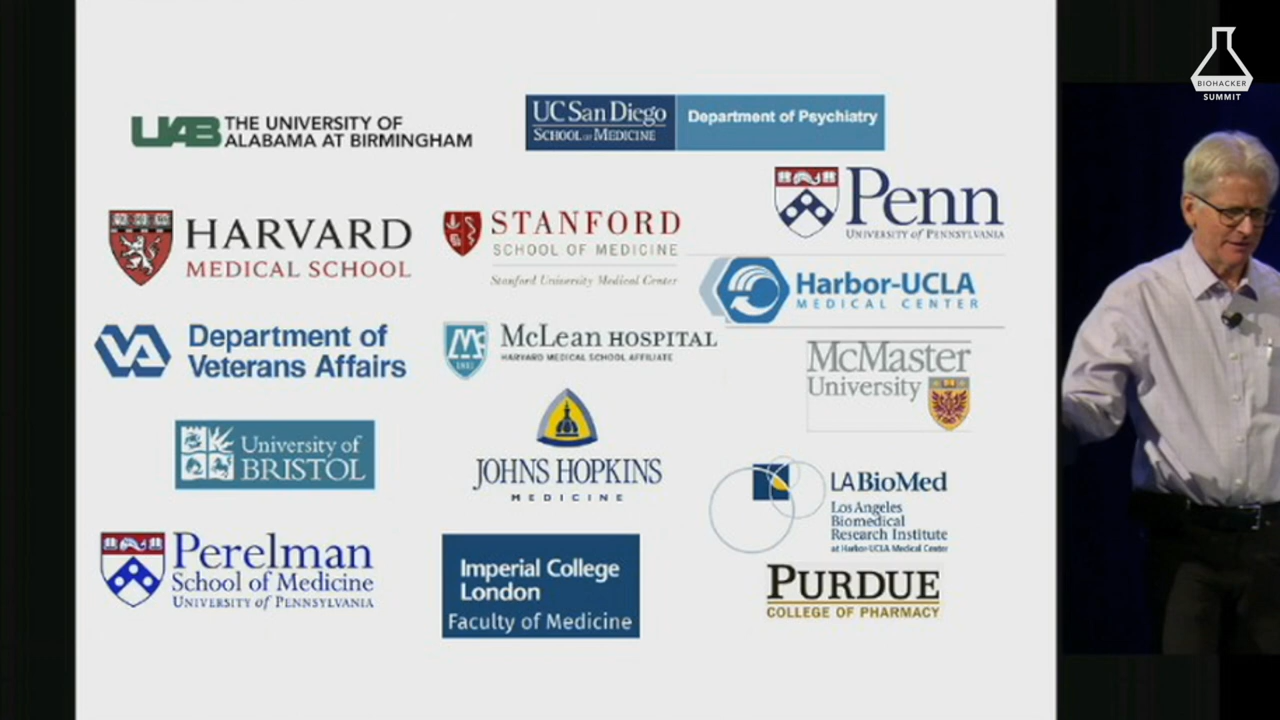 BIOHACKER
SUMMIT
UAB THE UNIVERSITY OF
ALABAMA AT BIRMINGHAM
UC San Diego
SCHOOL OF MEDICINE
Department of Psychiatry
Penn
UNIVERSITY of PENNSYLVANIA
HARVARD
MEDICAL SCHOOL
STANFORD
SCHOOL OF MEDICINE
Stanford University Medical Center
Harbor-UCLA
MEDICAL CENTER
VA
Department of
Veterans Affairs
McLEAN HOSPITAL
HARVARD MEDICAL SCHOOL AFFILIATE
McMaster
University
University of
BRISTOL
JOHNS HOPKINS
MEDICINE
LA BioMed
Los Angeles
Biomedical
Research Institute
at Harbor-UCLA Medical Center
Perelman
School of Medicine
UNIVERSITY of PENNSYLVANIA
Imperial College
London
Faculty of Medicine
PURDUE
COLLEGE OF PHARMACY